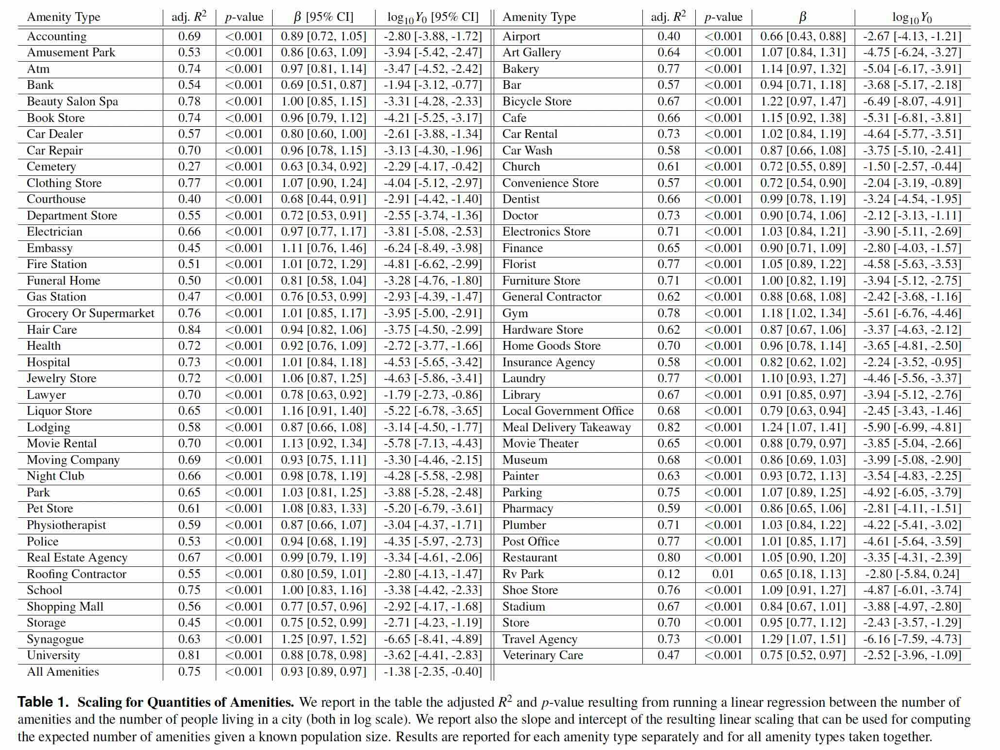 Amenity Type adj. R² p-value β [95% CI] log₁₀Y₀ [95% CI] Amenity Type adj. R² p-value β log₁₀Y₀
Accounting 0.69 <0.001 0.89 [0.72, 1.05] -2.80 [-3.88, -1.72] Airport 0.40 <0.001 0.66 [0.43, 0.88] -2.67 [-4.13, -1.21]
Amusement Park 0.53 <0.001 0.86 [0.63, 1.09] -3.94 [-5.42, -2.47] Art Gallery 0.64 <0.001 1.07 [0.84, 1.31] -4.75 [-6.24, -3.27]
Atm 0.74 <0.001 0.97 [0.81, 1.14] -3.47 [-4.52, -2.42] Bakery 0.77 <0.001 1.14 [0.97, 1.32] -5.04 [-6.17, -3.91]
Bank 0.54 <0.001 0.69 [0.51, 0.87] -1.94 [-3.12, -0.77] Bar 0.57 <0.001 0.94 [0.71, 1.18] -3.68 [-5.17, -2.18]
Beauty Salon Spa 0.78 <0.001 1.00 [0.85, 1.15] -3.31 [-4.28, -2.33] Bicycle Store 0.67 <0.001 1.22 [0.97, 1.47] -6.49 [-8.07, -4.91]
Book Store 0.74 <0.001 0.96 [0.79, 1.12] -4.21 [-5.25, -3.17] Cafe 0.66 <0.001 1.15 [0.92, 1.38] -5.31 [-6.81, -3.81]
Car Dealer 0.57 <0.001 0.80 [0.60, 1.00] -2.61 [-3.88, -1.34] Car Rental 0.73 <0.001 1.02 [0.84, 1.19] -4.64 [-5.77, -3.51]
Car Repair 0.70 <0.001 0.96 [0.78, 1.15] -3.13 [-4.30, -1.96] Car Wash 0.58 <0.001 0.87 [0.66, 1.08] -3.75 [-5.10, -2.41]
Cemetery 0.27 <0.001 0.63 [0.34, 0.92] -2.29 [-4.17, -0.42] Church 0.61 <0.001 0.72 [0.55, 0.89] -1.50 [-2.57, -0.44]
Clothing Store 0.77 <0.001 1.07 [0.90, 1.24] -4.04 [-5.12, -2.97] Convenience Store 0.57 <0.001 0.72 [0.54, 0.90] -2.04 [-3.19, -0.89]
Courthouse 0.40 <0.001 0.68 [0.44, 0.91] -2.91 [-4.42, -1.40] Dentist 0.66 <0.001 0.99 [0.78, 1.19] -3.24 [-4.54, -1.95]
Department Store 0.55 <0.001 0.72 [0.53, 0.91] -2.55 [-3.74, -1.36] Doctor 0.73 <0.001 0.90 [0.74, 1.06] -2.12 [-3.13, -1.11]
Electrician 0.66 <0.001 0.97 [0.77, 1.17] -3.81 [-5.08, -2.53] Electronics Store 0.71 <0.001 1.03 [0.84, 1.21] -3.90 [-5.11, -2.69]
Embassy 0.45 <0.001 1.11 [0.76, 1.46] -6.24 [-8.49, -3.98] Finance 0.65 <0.001 0.90 [0.71, 1.09] -2.80 [-4.03, -1.57]
Fire Station 0.51 <0.001 1.01 [0.72, 1.29] -4.81 [-6.62, -2.99] Florist 0.77 <0.001 1.05 [0.89, 1.22] -4.58 [-5.63, -3.53]
Funeral Home 0.50 <0.001 0.81 [0.58, 1.04] -3.28 [-4.76, -1.80] Furniture Store 0.71 <0.001 1.00 [0.82, 1.19] -3.94 [-5.12, -2.75]
Gas Station 0.47 <0.001 0.76 [0.53, 0.99] -2.93 [-4.39, -1.47] General Contractor 0.62 <0.001 0.88 [0.68, 1.08] -2.42 [-3.68, -1.16]
Grocery Or Supermarket 0.76 <0.001 1.01 [0.85, 1.17] -3.95 [-5.00, -2.91] Gym 0.78 <0.001 1.18 [1.02, 1.34] -5.61 [-6.76, -4.46]
Hair Care 0.84 <0.001 0.94 [0.82, 1.06] -3.75 [-4.50, -2.99] Hardware Store 0.62 <0.001 0.87 [0.67, 1.06] -3.37 [-4.63, -2.12]
Health 0.72 <0.001 0.92 [0.76, 1.09] -2.72 [-3.77, -1.66] Home Goods Store 0.70 <0.001 0.96 [0.78, 1.14] -3.65 [-4.81, -2.50]
Hospital 0.73 <0.001 1.01 [0.84, 1.18] -4.53 [-5.65, -3.42] Insurance Agency 0.58 <0.001 0.82 [0.62, 1.02] -2.24 [-3.52, -0.95]
Jewelry Store 0.72 <0.001 1.06 [0.87, 1.25] -4.63 [-5.86, -3.41] Laundry 0.77 <0.001 1.10 [0.93, 1.27] -4.46 [-5.56, -3.37]
Lawyer 0.70 <0.001 0.78 [0.63, 0.92] -1.79 [-2.73, -0.86] Library 0.67 <0.001 0.91 [0.85, 0.97] -3.94 [-5.12, -2.76]
Liquor Store 0.65 <0.001 1.16 [0.91, 1.40] -5.22 [-6.78, -3.65] Local Government Office 0.68 <0.001 0.79 [0.63, 0.94] -2.45 [-3.43, -1.46]
Lodging 0.58 <0.001 0.87 [0.66, 1.08] -3.14 [-4.50, -1.77] Meal Delivery Takeaway 0.82 <0.001 1.24 [1.07, 1.41] -5.90 [-6.99, -4.81]
Movie Rental 0.70 <0.001 1.13 [0.92, 1.34] -5.78 [-7.13, -4.43] Movie Theater 0.65 <0.001 0.88 [0.79, 0.97] -3.85 [-5.04, -2.66]
Moving Company 0.69 <0.001 0.93 [0.75, 1.11] -3.30 [-4.46, -2.15] Museum 0.68 <0.001 0.86 [0.69, 1.03] -3.99 [-5.08, -2.90]
Night Club 0.66 <0.001 0.98 [0.78, 1.19] -4.28 [-5.58, -2.98] Painter 0.63 <0.001 0.93 [0.72, 1.13] -3.54 [-4.83, -2.25]
Park 0.65 <0.001 1.03 [0.81, 1.25] -3.88 [-5.28, -2.48] Parking 0.75 <0.001 1.07 [0.89, 1.25] -4.92 [-6.05, -3.79]
Pet Store 0.61 <0.001 1.08 [0.83, 1.33] -5.20 [-6.79, -3.61] Pharmacy 0.59 <0.001 0.86 [0.65, 1.06] -2.81 [-4.11, -1.51]
Physiotherapist 0.59 <0.001 0.87 [0.66, 1.07] -3.04 [-4.37, -1.71] Plumber 0.71 <0.001 1.03 [0.84, 1.22] -4.22 [-5.41, -3.02]
Police 0.53 <0.001 0.94 [0.68, 1.19] -4.35 [-5.97, -2.73] Post Office 0.77 <0.001 1.01 [0.85, 1.17] -4.61 [-5.64, -3.59]
Real Estate Agency 0.67 <0.001 0.99 [0.79, 1.19] -3.34 [-4.61, -2.06] Restaurant 0.80 <0.001 1.05 [0.90, 1.20] -3.35 [-4.31, -2.39]
Roofing Contractor 0.55 <0.001 0.80 [0.59, 1.01] -2.80 [-4.13, -1.47] Rv Park 0.12 0.01 0.65 [0.18, 1.13] -2.80 [-5.84, 0.24]
School 0.75 <0.001 1.00 [0.83, 1.16] -3.38 [-4.42, -2.33] Shoe Store 0.76 <0.001 1.09 [0.91, 1.27] -4.87 [-6.01, -3.74]
Shopping Mall 0.56 <0.001 0.77 [0.57, 0.96] -2.92 [-4.17, -1.68] Stadium 0.67 <0.001 0.84 [0.67, 1.01] -3.88 [-4.97, -2.80]
Storage 0.45 <0.001 0.75 [0.52, 0.99] -2.71 [-4.23, -1.19] Store 0.70 <0.001 0.95 [0.77, 1.12] -2.43 [-3.57, -1.29]
Synagogue 0.63 <0.001 1.25 [0.97, 1.52] -6.65 [-8.41, -4.89] Travel Agency 0.73 <0.001 1.29 [1.07, 1.51] -6.16 [-7.59, -4.73]
University 0.81 <0.001 0.88 [0.78, 0.98] -3.62 [-4.41, -2.83] Veterinary Care 0.47 <0.001 0.75 [0.52, 0.97] -2.52 [-3.96, -1.09]
All Amenities 0.75 <0.001 0.93 [0.89, 0.97] -1.38 [-2.35, -0.40]
Table 1. Scaling for Quantities of Amenities. We report in the table the adjusted R² and p-value resulting from running a linear regression between the number of
amenities and the number of people living in a city (both in log scale). We report also the slope and intercept of the resulting linear scaling that can be used for computing
the expected number of amenities given a known population size. Results are reported for each amenity type separately and for all amenity types taken together.